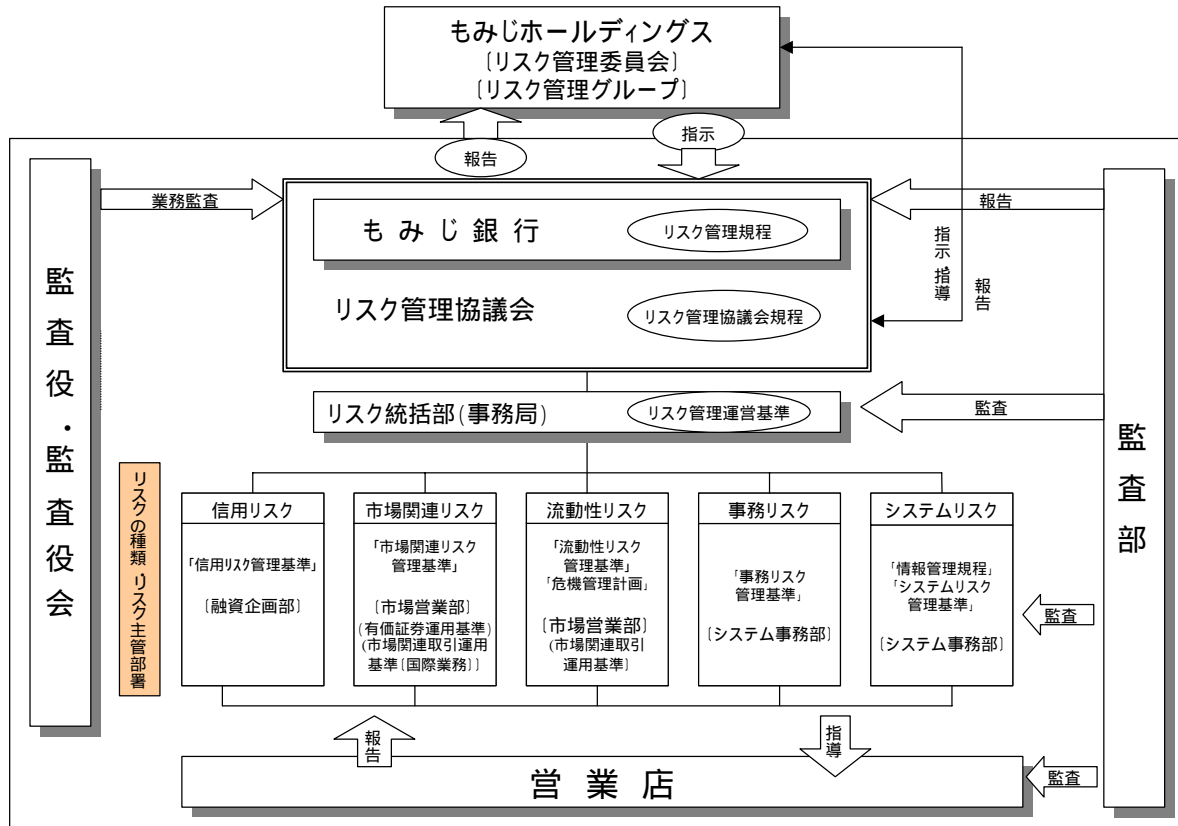 もみじホールディングス
〔リスク管理委員会〕
〔リスク管理グループ〕
報告
指示
業務監査
報告
もみじ銀行
リスク管理規程
指示・指導
報告
リスク管理協議会
リスク管理協議会規程
監査役・監査役会
リスク統括部(事務局)
リスク管理運営基準
監査
監査部
リスクの種類・リスク主管部署
信用リスク
「信用リスク管理基準」
〔融資企画部〕
市場関連リスク
「市場関連リスク
管理基準」
〔市場営業部〕
(有価証券運用基準)
(市場関連取引運用
基準〔国際業務〕)
流動性リスク
「流動性リスク
管理基準」
「危機管理計画」
〔市場営業部〕
(市場関連取引
運用基準)
事務リスク
「事務リスク
管理基準」
〔システム事務部〕
システムリスク
「情報管理規程」
「システムリスク
管理基準」
〔システム事務部〕
監査
報告
指導
営業店
監査